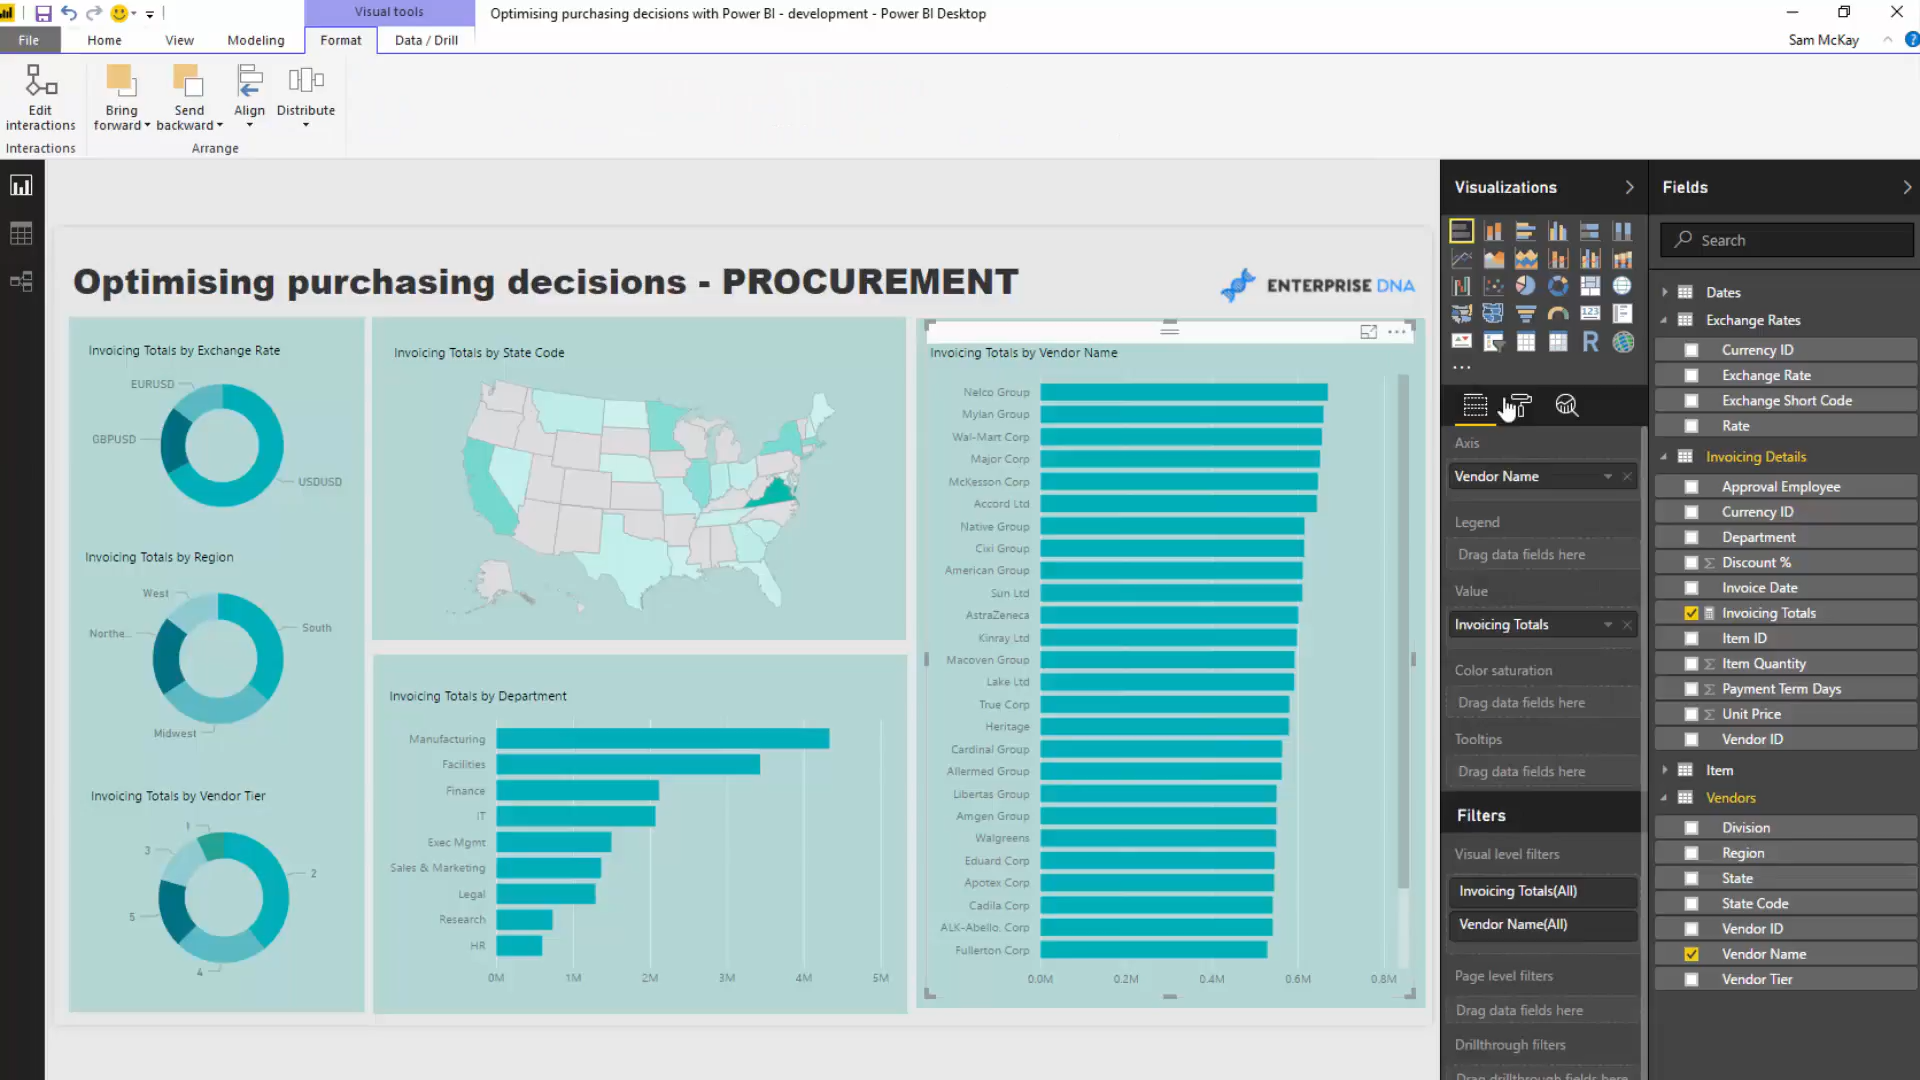 Visual tools
Optimising purchasing decisions with Power BI - development - Power BI Desktop
File
Home
View
Modeling
Format
Data / Drill
Sam McKay
Edit interactions
Bring forward
Send backward
Align
Distribute
Interactions
Arrange
Optimising purchasing decisions - PROCUREMENT
ENTERPRISE DNA
Invoicing Totals by Exchange Rate
EURUSD
GBPUSD
USDUSD
Invoicing Totals by Region
West
Northe...
South
Midwest
Invoicing Totals by Vendor Tier
1
3
2
5
4
Invoicing Totals by State Code
Invoicing Totals by Department
Manufacturing
Facilities
Finance
IT
Exec Mgmt
Sales & Marketing
Legal
Research
HR
0M 1M 2M 3M 4M 5M
Invoicing Totals by Vendor Name
Nelco Group
Mylan Group
Wal-Mart Corp
Major Corp
McKesson Corp
Accord Ltd
Native Group
Cixi Group
American Group
Sun Ltd
AstraZeneca
Kinray Ltd
Macoven Group
Lake Ltd
True Corp
Heritage
Cardinal Group
Allermed Group
Libertas Group
Amgen Group
Walgreens
Eduard Corp
Apotex Corp
Cadila Corp
ALK-Abello. Corp
Fullerton Corp
0.0M 0.2M 0.4M 0.6M 0.8M
Visualizations
123
R
Axis
Vendor Name
Legend
Drag data fields here
Value
Invoicing Totals
Color saturation
Drag data fields here
Tooltips
Drag data fields here
Filters
Visual level filters
Invoicing Totals(All)
Vendor Name(All)
Page level filters
Drag data fields here
Drillthrough filters
Drag drillthrough fields here
Fields
Search
Dates
Exchange Rates
Currency ID
Exchange Rate
Exchange Short Code
Rate
Invoicing Details
Approval Employee
Currency ID
Department
Σ Discount %
Invoice Date
Invoicing Totals
Item ID
Σ Item Quantity
Σ Payment Term Days
Σ Unit Price
Vendor ID
Item
Vendors
Division
Region
State
State Code
Vendor ID
Vendor Name
Vendor Tier